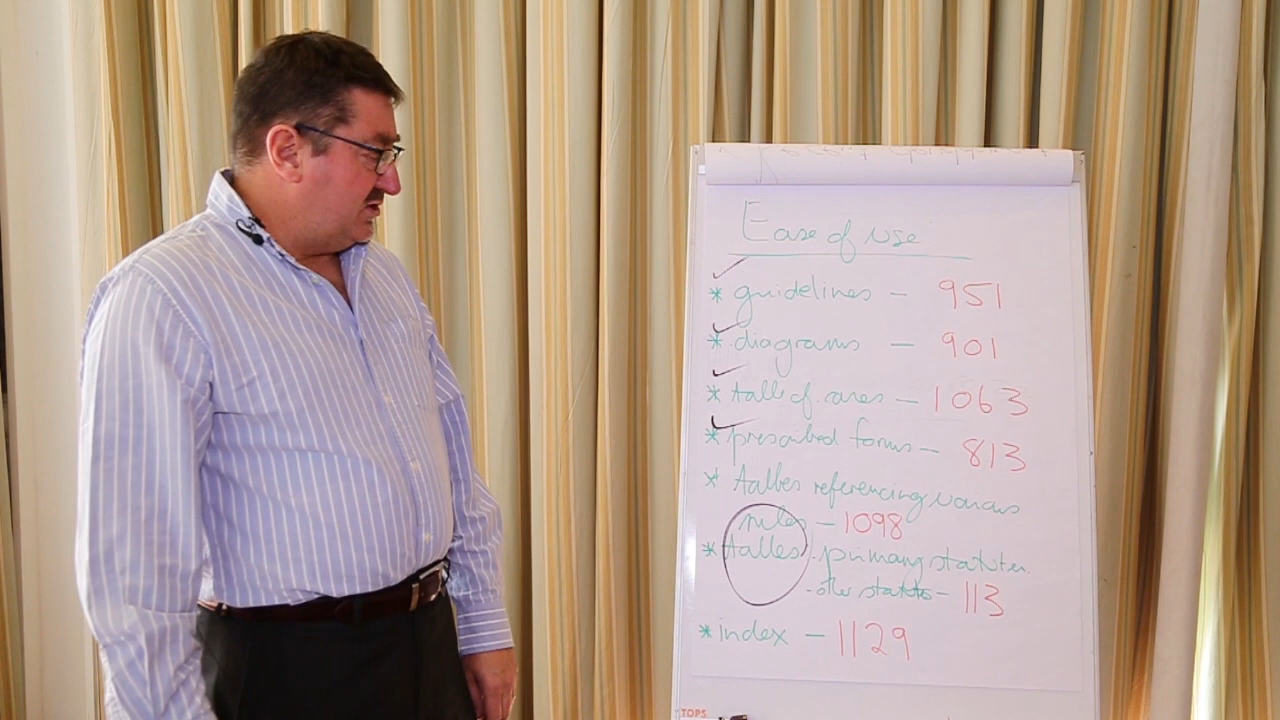 Ease of use
* guidelines - 951
* diagrams - 901
* table of cases - 1063
* prescribed forms - 813
* Tables referencing various
rules - 1098
* tables . primary statutes
- other statutes - 113
* index - 1129
TOPS